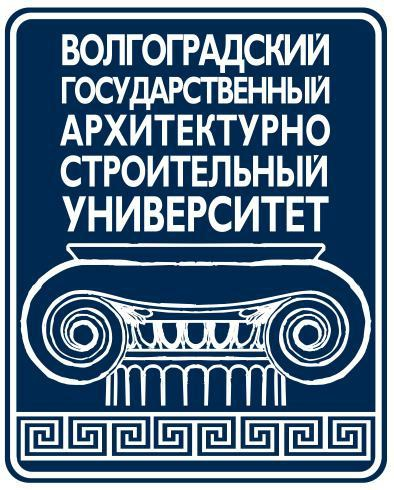 ВОЛГОГРАДСКИЙ
ГОСУДАРСТВЕННЫЙ
АРХИТЕКТУРНО
СТРОИТЕЛЬНЫЙ
УНИВЕРСИТЕТ